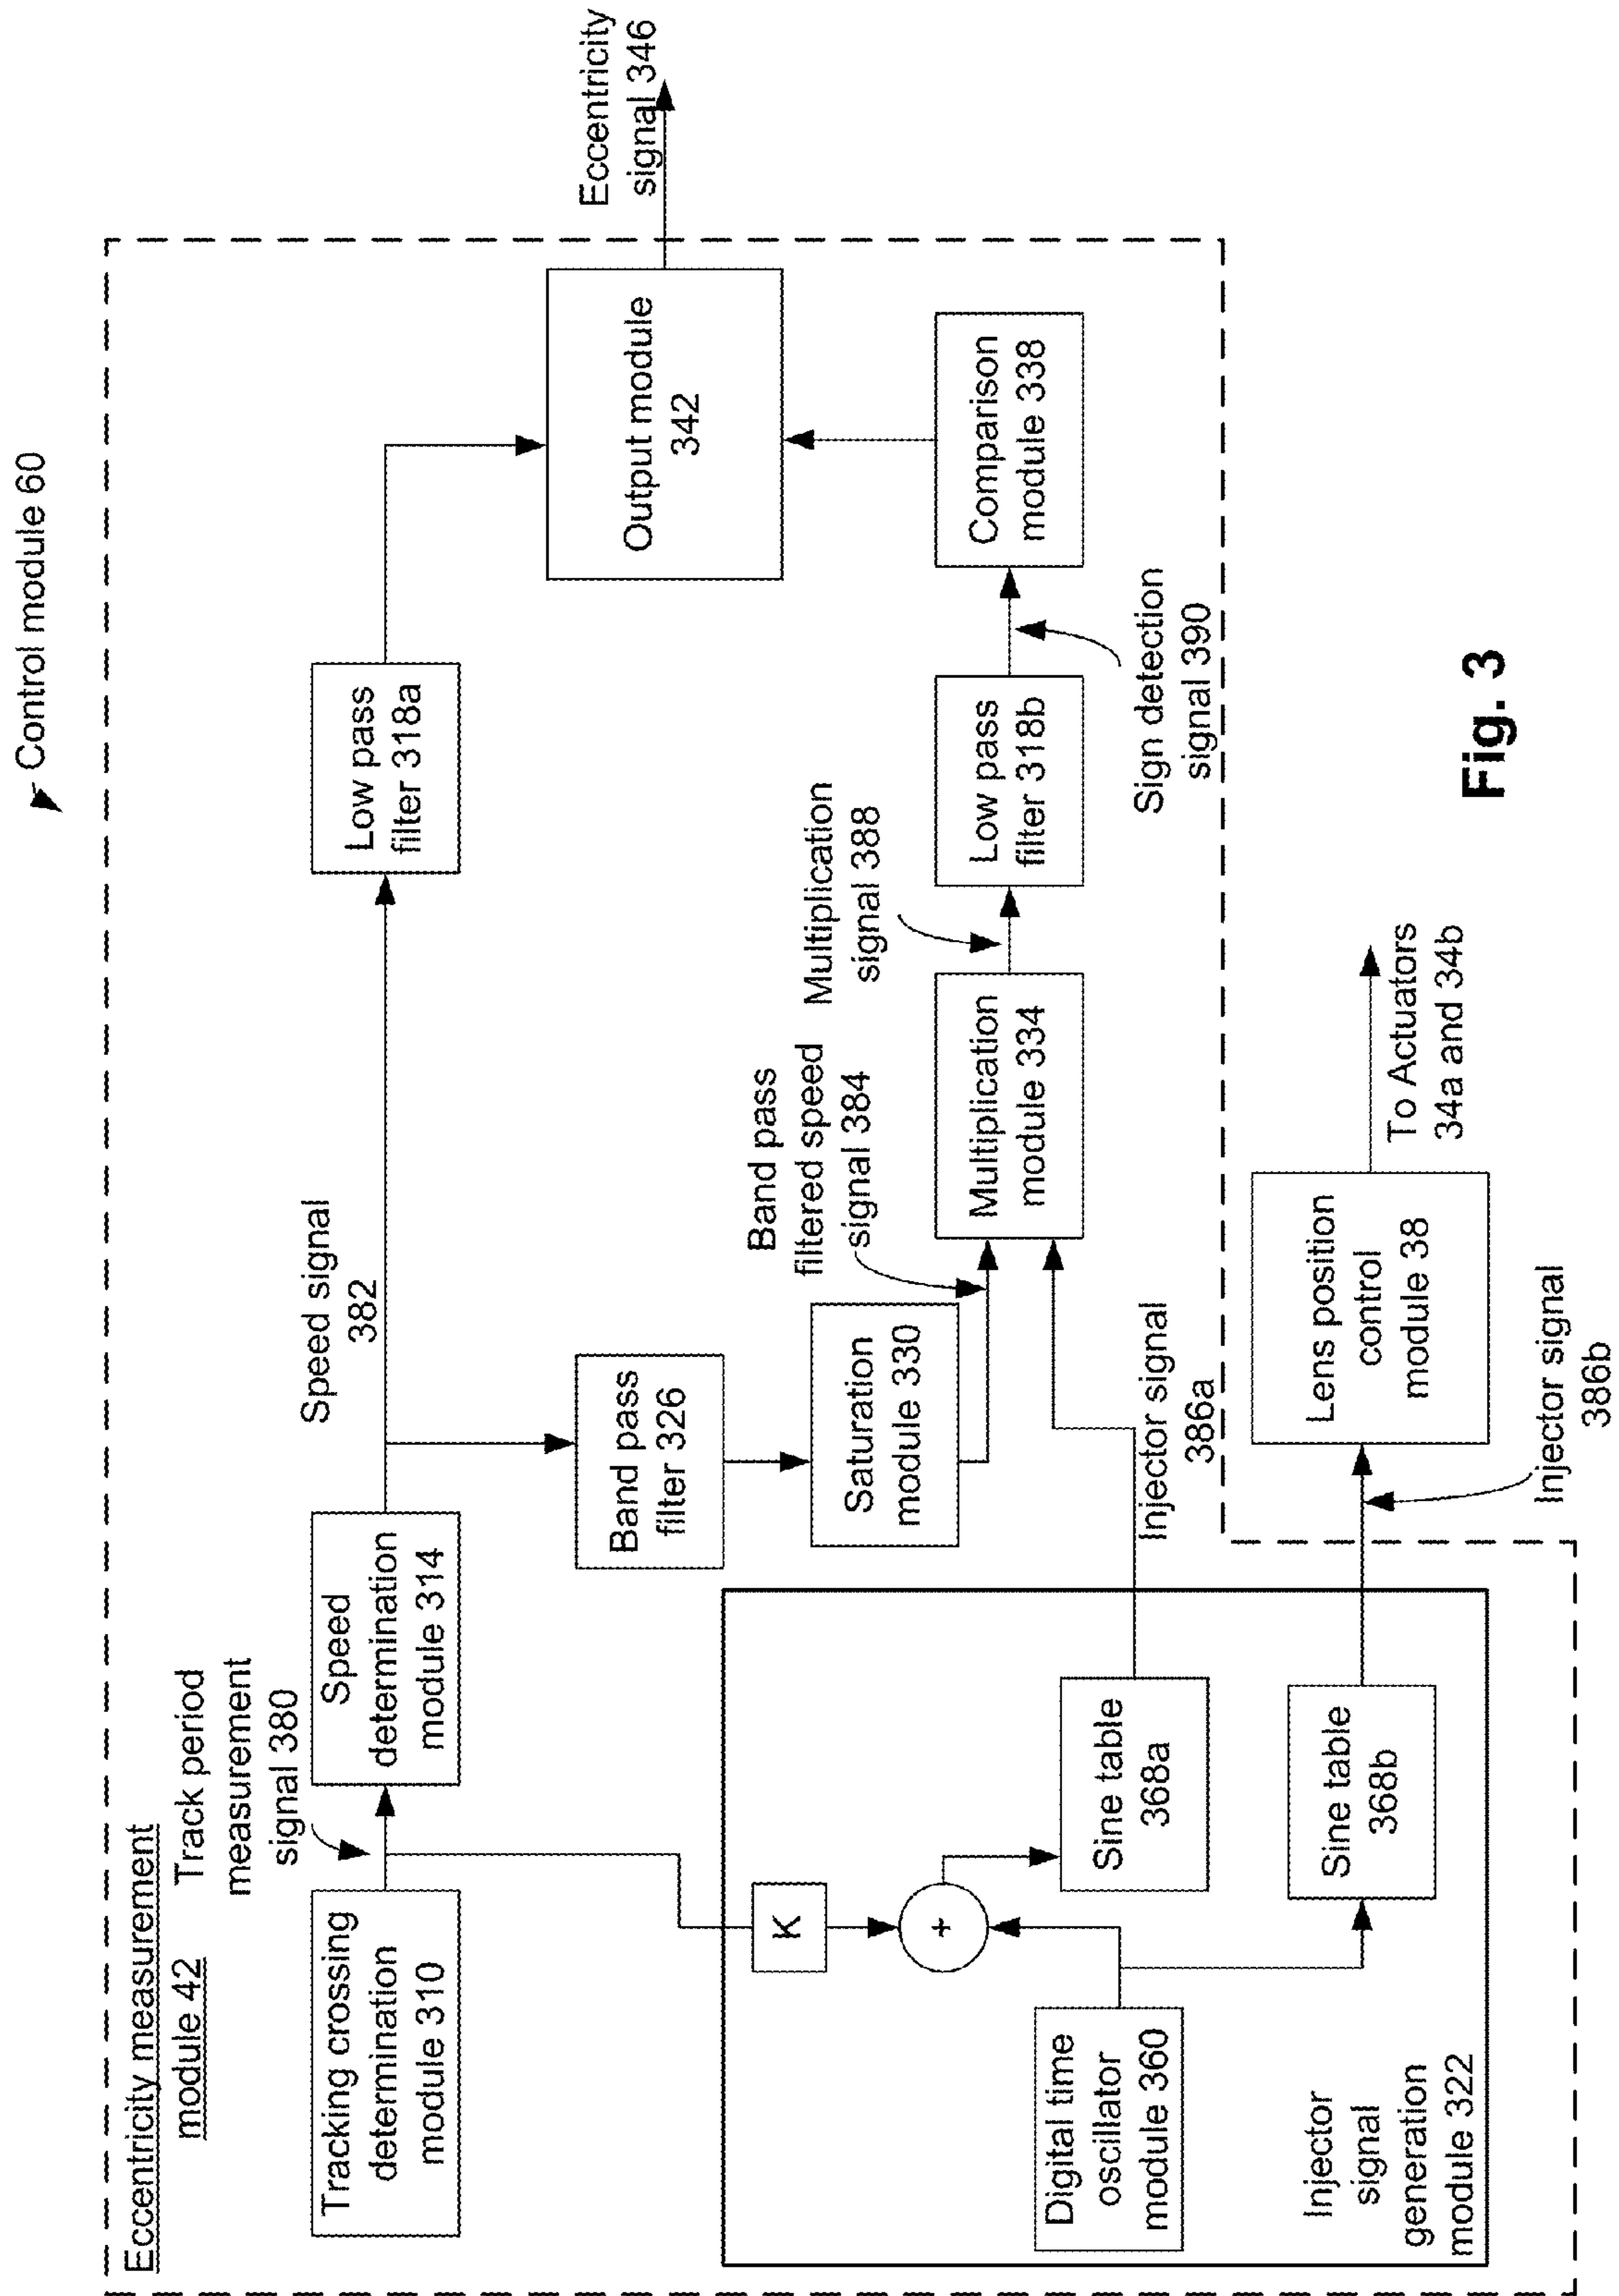 Control module 60
Eccentricity measurement
module 42
Track period
measurement
signal 380
Tracking crossing
determination
module 310
Speed
determination
module 314
Speed signal
382
Low pass
filter 318a
Eccentricity
signal 346
Output module
342
Band pass
filter 326
Saturation
module 330
Band pass
filtered speed
signal 384
Multiplication
signal 388
K
+
Multiplication
module 334
Low pass
filter 318b
Comparison
module 338
Sign detection
signal 390
Digital time
oscillator
module 360
Sine table
368a
Injector signal
386a
Sine table
368b
Lens position
control
module 38
To Actuators
34a and 34b
Injector
signal
generation
module 322
Injector signal
386b
Fig. 3